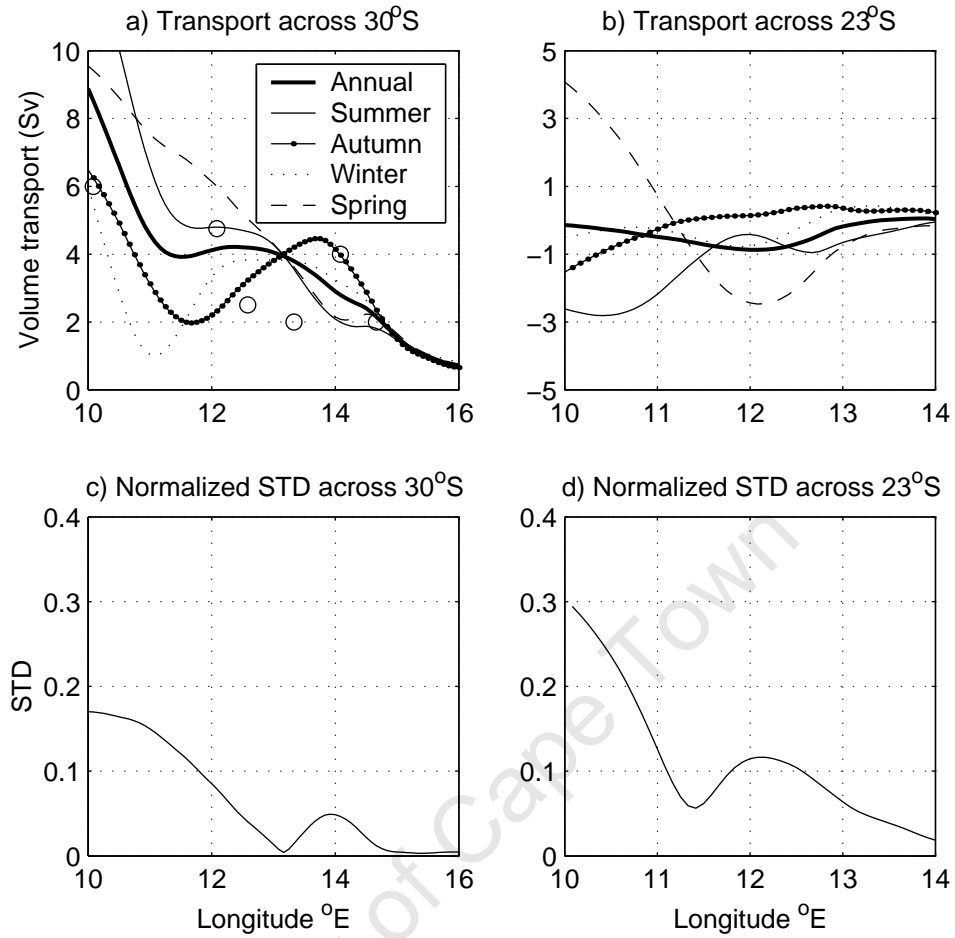 a) Transport across 30°S
b) Transport across 23°S
Volume transport (Sv)
10
8
6
4
2
0
10
12
14
16
Annual
Summer
Autumn
Winter
Spring
5
3
1
−1
−3
−5
10
11
12
13
14
c) Normalized STD across 30°S
d) Normalized STD across 23°S
STD
0.4
0.3
0.2
0.1
0
10
12
14
16
Longitude °E
0.4
0.3
0.2
0.1
0
10
11
12
13
14
Longitude °E
of Cape Town